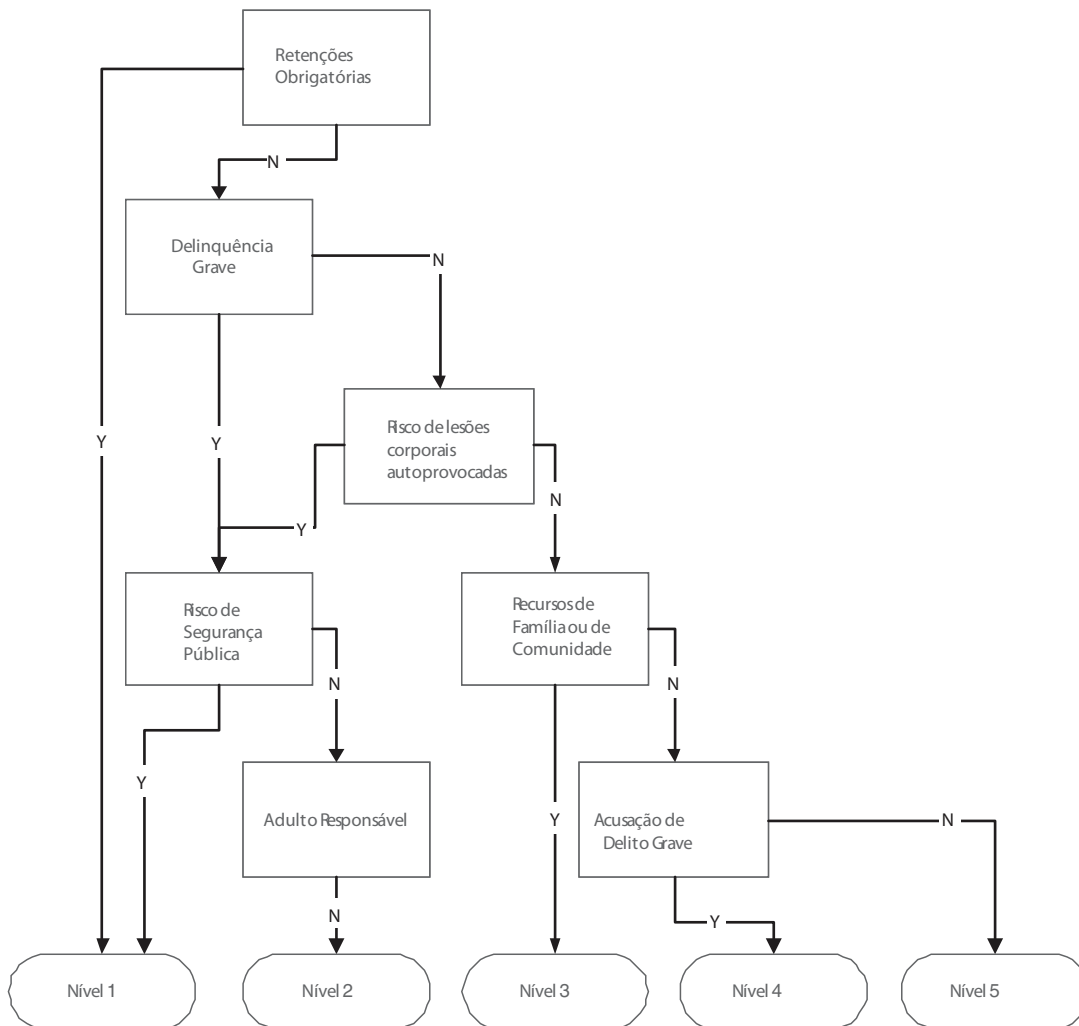 Retenções
Obrigatórias
N
Delinquência
Grave
N
Y
Y
Risco de lesões
corporais
autoprovocadas
Y
N
Risco de
Segurança
Pública
Recursos de
Família ou de
Comunidade
N
N
Y
Adulto Responsável
Y
Acusação de
Delito Grave
N
N
Y
Nível 1
Nível 2
Nível 3
Nível 4
Nível 5